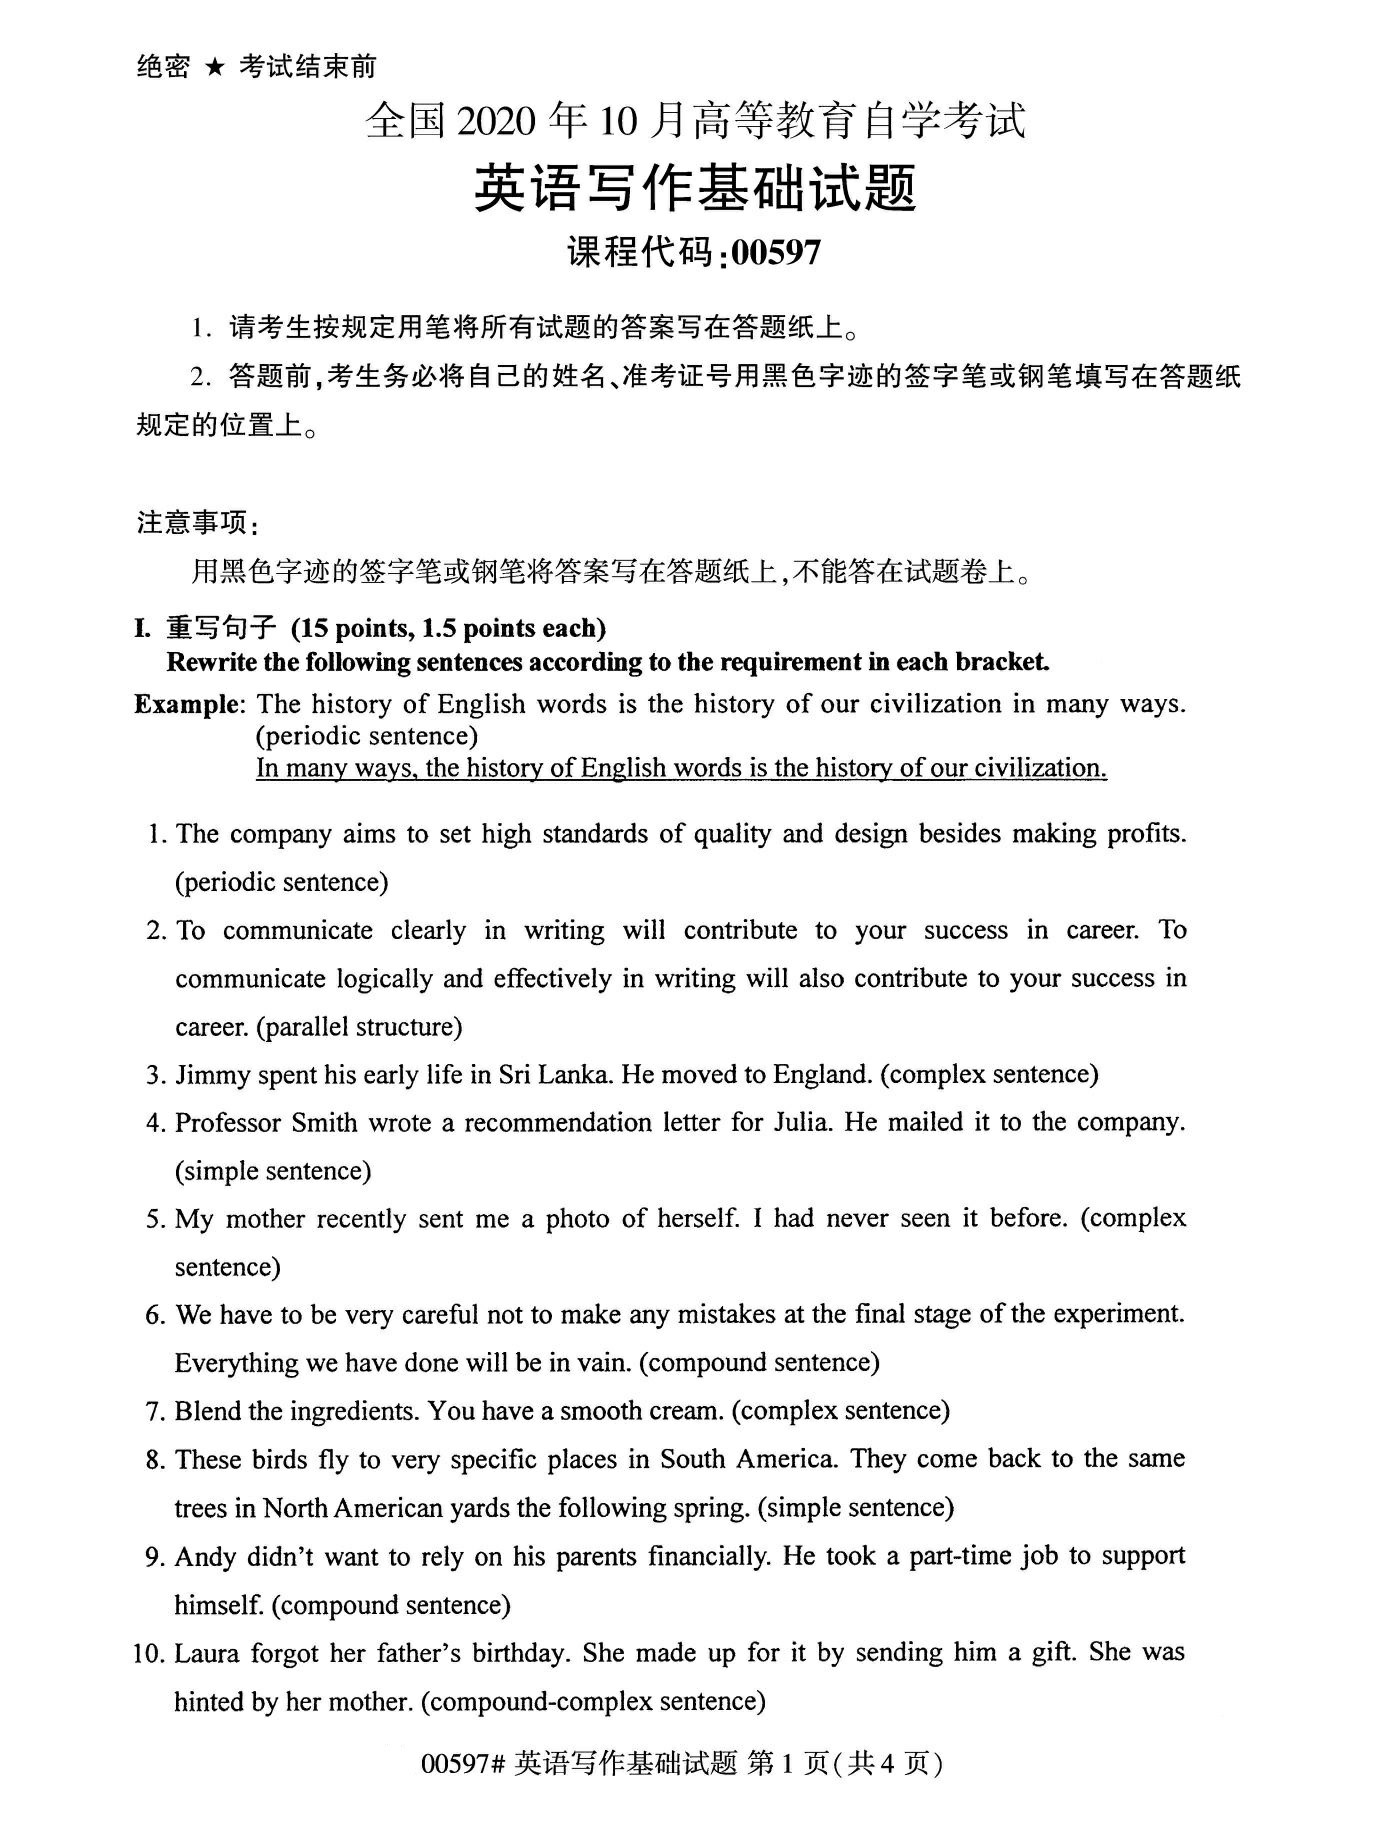 绝密 ★ 考试结束前
全国 2020 年 10 月高等教育自学考试
英语写作基础试题
课程代码:00597
1. 请考生按规定用笔将所有试题的答案写在答题纸上。
2. 答题前,考生务必将自己的姓名、准考证号用黑色字迹的签字笔或钢笔填写在答题纸
规定的位置上。
注意事项:
用黑色字迹的签字笔或钢笔将答案写在答题纸上,不能答在试题卷上。
I. 重写句子 (15 points, 1.5 points each)
Rewrite the following sentences according to the requirement in each bracket.
Example: The history of English words is the history of our civilization in many ways.
(periodic sentence)
In many ways, the history of English words is the history of our civilization.
1. The company aims to set high standards of quality and design besides making profits.
(periodic sentence)
2. To communicate clearly in writing will contribute to your success in career. To
communicate logically and effectively in writing will also contribute to your success in
career. (parallel structure)
3. Jimmy spent his early life in Sri Lanka. He moved to England. (complex sentence)
4. Professor Smith wrote a recommendation letter for Julia. He mailed it to the company.
(simple sentence)
5. My mother recently sent me a photo of herself. I had never seen it before. (complex
sentence)
6. We have to be very careful not to make any mistakes at the final stage of the experiment.
Everything we have done will be in vain. (compound sentence)
7. Blend the ingredients. You have a smooth cream. (complex sentence)
8. These birds fly to very specific places in South America. They come back to the same
trees in North American yards the following spring. (simple sentence)
9. Andy didn't want to rely on his parents financially. He took a part-time job to support
himself. (compound sentence)
10. Laura forgot her father's birthday. She made up for it by sending him a gift. She was
hinted by her mother. (compound-complex sentence)
00597# 英语写作基础试题 第 1 页(共 4 页)